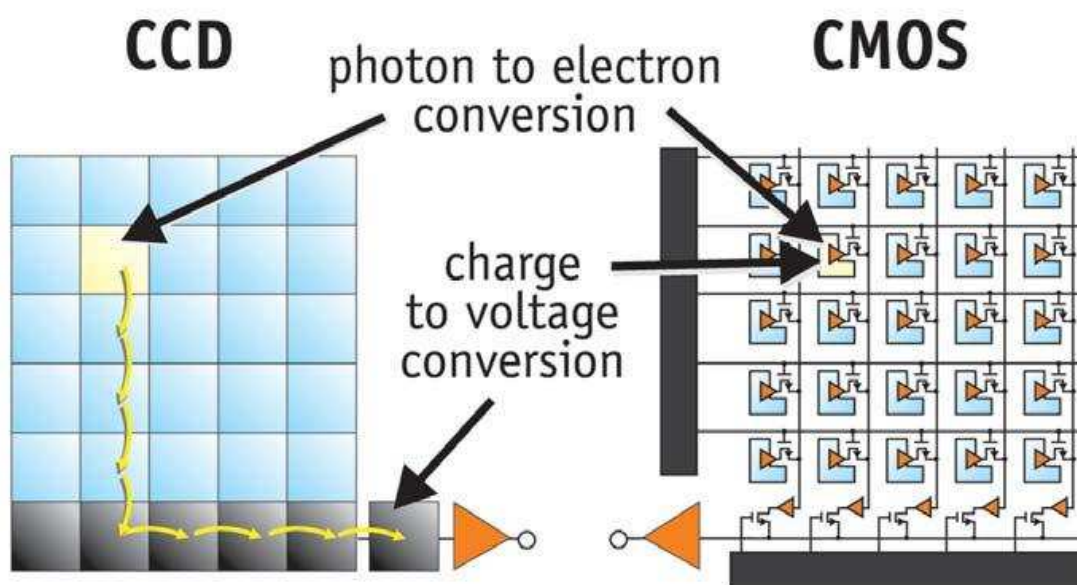 CCD
CMOS
photon to electron
conversion
charge
to voltage
conversion